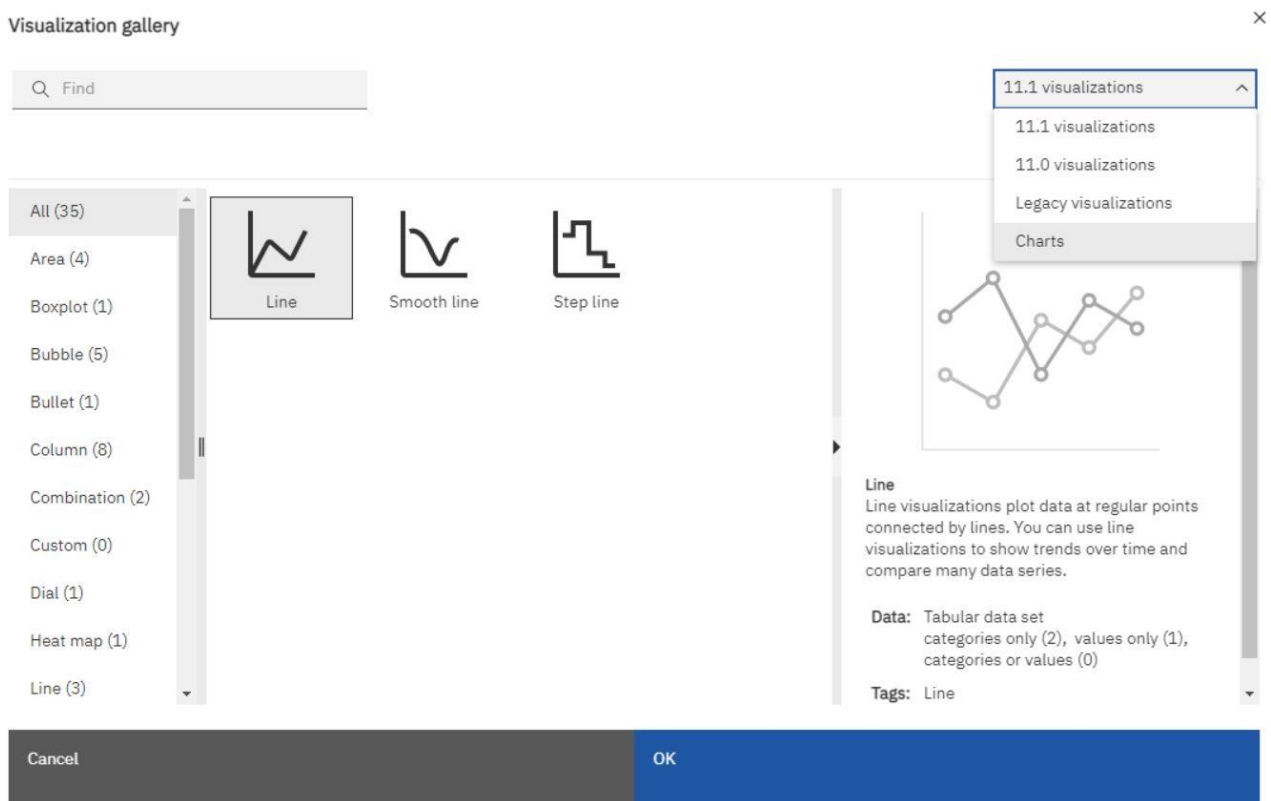 Visualization gallery
Find
11.1 visualizations
11.1 visualizations
11.0 visualizations
Legacy visualizations
Charts
All (35)
Area (4)
Boxplot (1)
Bubble (5)
Bullet (1)
Column (8)
Combination (2)
Custom (0)
Dial (1)
Heat map (1)
Line (3)
Line
Smooth line
Step line
Line
Line visualizations plot data at regular points
connected by lines. You can use line
visualizations to show trends over time and
compare many data series.
Data: Tabular data set
categories only (2), values only (1),
categories or values (0)
Tags: Line
Cancel
OK